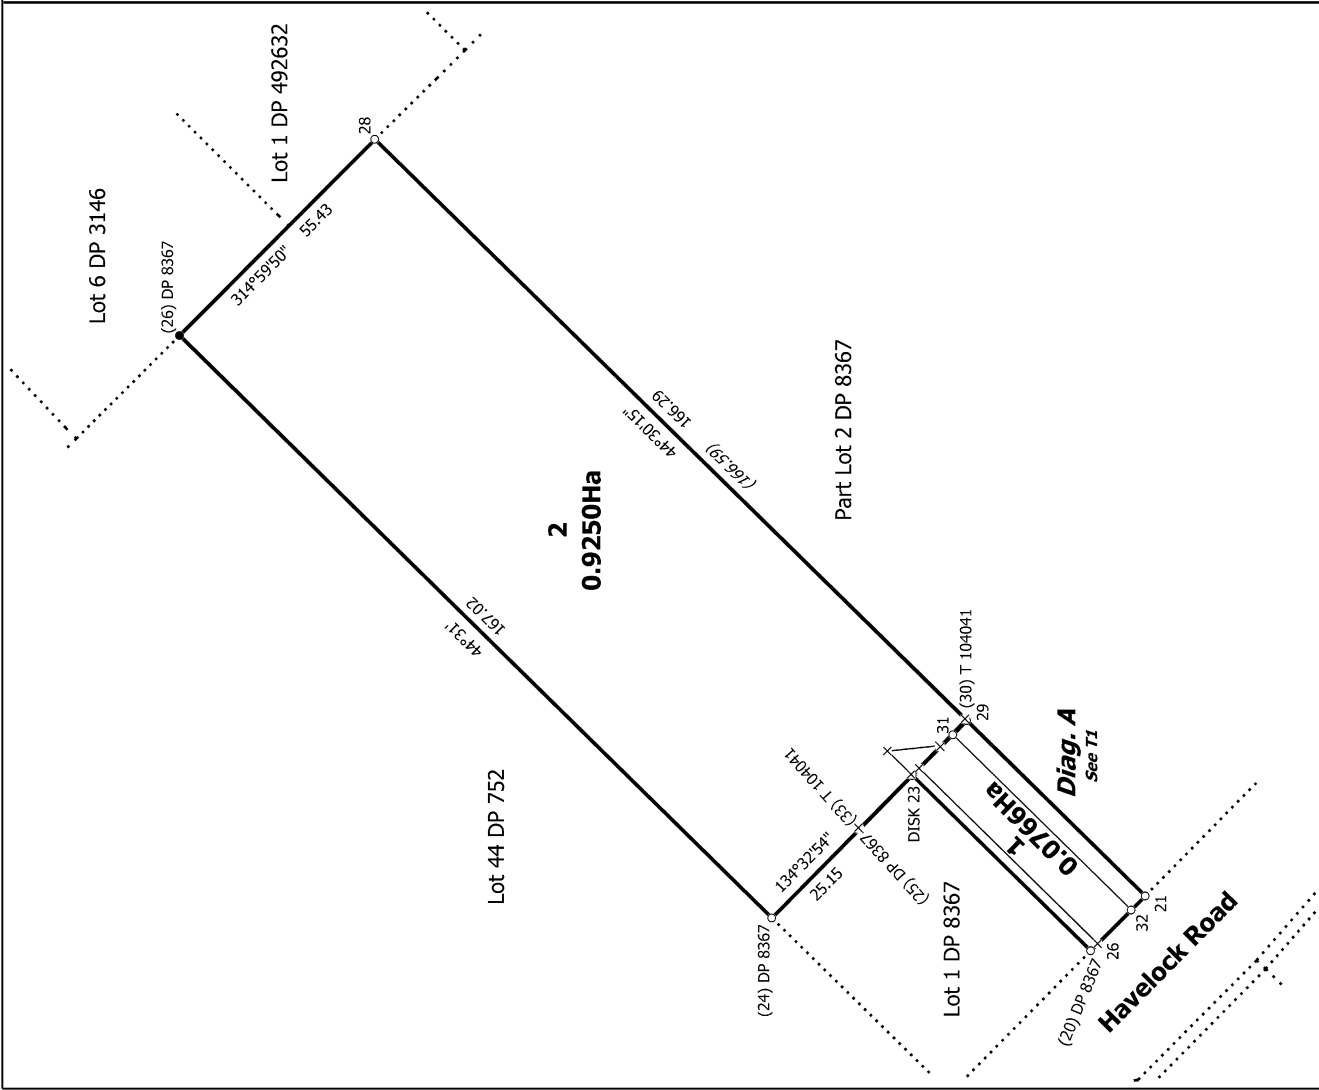 Lot 1 DP 492632
Lot 6 DP 3146
28
(26) DP 8367
55.43
314°59'50"
166.29
44°30'15"
(166.59)
Part Lot 2 DP 8367
2
0.9250Ha
167.02
44°31'
Lot 44 DP 752
(30) T 104041
29
31
Diag. A
See T1
(33) T 104041
(25) DP 8367
DISK 23
134°32'54"
25.15
1
0.0766Ha
(24) DP 8367
Lot 1 DP 8367
21
32
26
(20) DP 8367
Havelock Road